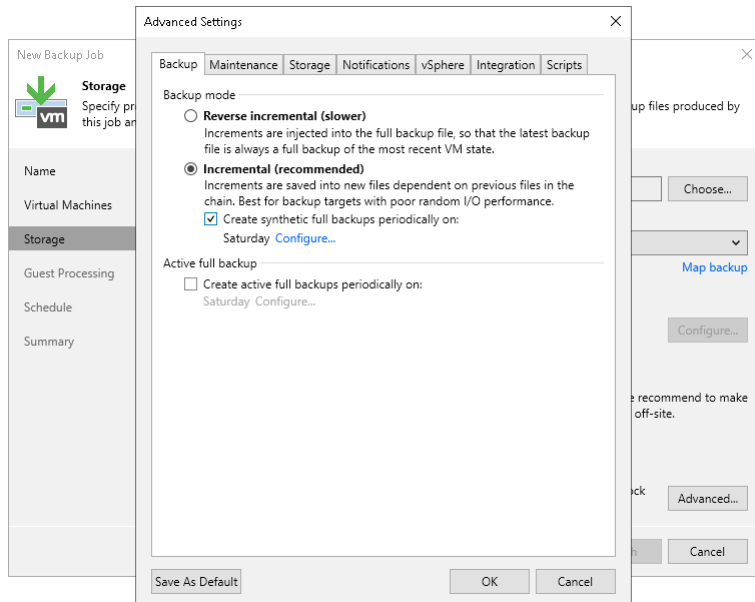 Advanced Settings
New Backup Job
Storage
Specify
this job
up files produced by
vm
Name
Virtual Machines
Storage
Guest Processing
Schedule
Summary
Backup Maintenance Storage Notifications vSphere Integration Scripts
Backup mode
Reverse incremental (slower)
Increments are injected into the full backup file, so that the latest backup
file is always a full backup of the most recent VM state.
Incremental (recommended)
Increments are saved into new files dependent on previous files in the
chain. Best for backup targets with poor random I/O performance.
Create synthetic full backups periodically on:
Saturday Configure...
Active full backup
Create active full backups periodically on:
Saturday Configure...
Choose...
Map backup
Configure...
recommend to make
off-site.
Advanced...
Cancel
Save As Default
OK
Cancel